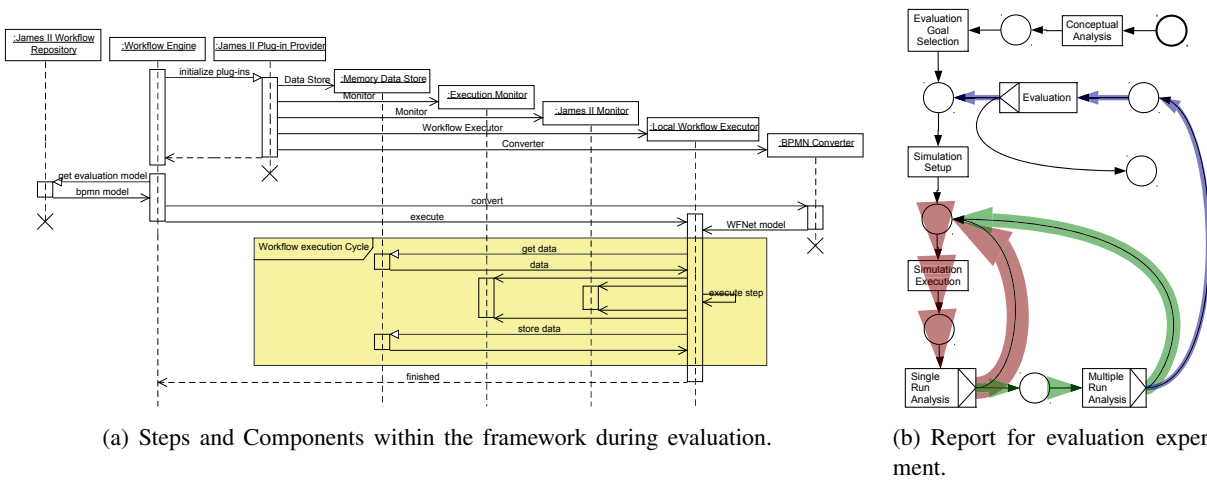 :James II Workflow
Repository
:Workflow Engine
:James II Plug-in Provider
initialize plug-ins
Data Store
:Memory Data Store
Monitor
:Execution Monitor
Monitor
:James II Monitor
Workflow Executor
:Local Workflow Executor
Converter
:BPMN Converter
get evaluation model
bpmn model
convert
execute
WFNet model
Workflow execution Cycle
get data
data
execute step
store data
finished
(a) Steps and Components within the framework during evaluation.
Evaluation
Goal
Selection
Conceptual
Analysis
Evaluation
Simulation
Setup
Simulation
Execution
Single
Run
Analysis
Multiple
Run
Analysis
(b) Report for evaluation exper
ment.